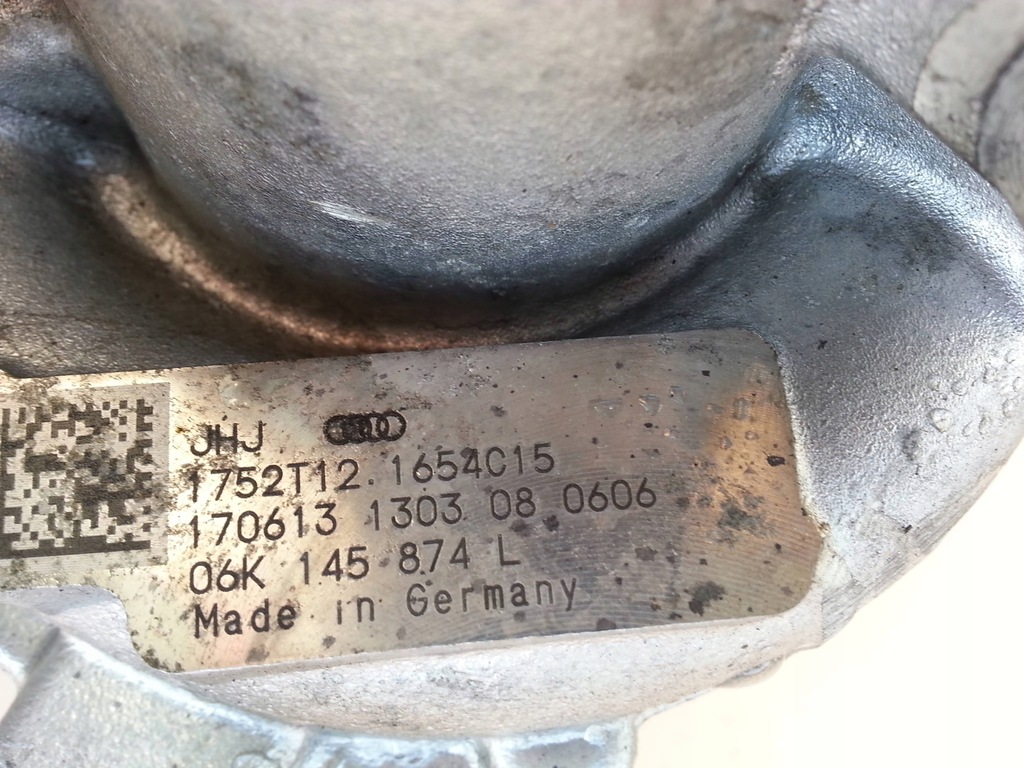 JHJ
1752T12.1654C15
170613 1303 08 0606
06K 145 874 L
Made in Germany